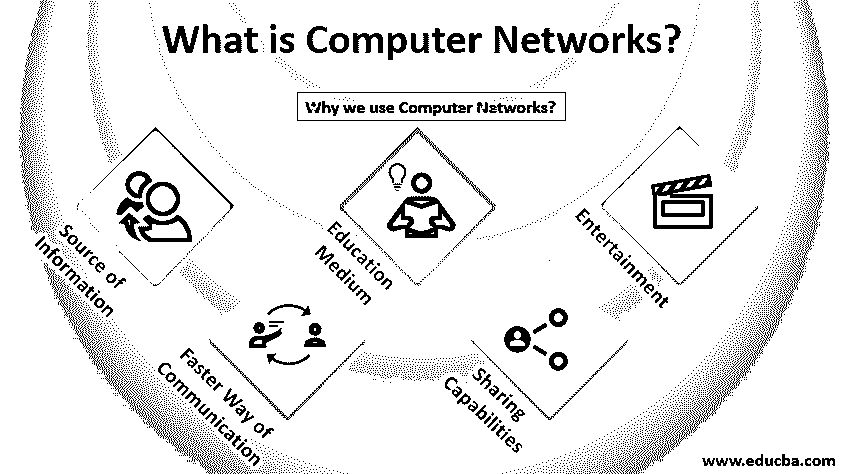 What is Computer Networks?
Why we use Computer Networks?
Source of
Information
Education
Medium
Entertainment
Faster Way of
Communication
Sharing
Capabilities
www.educba.com